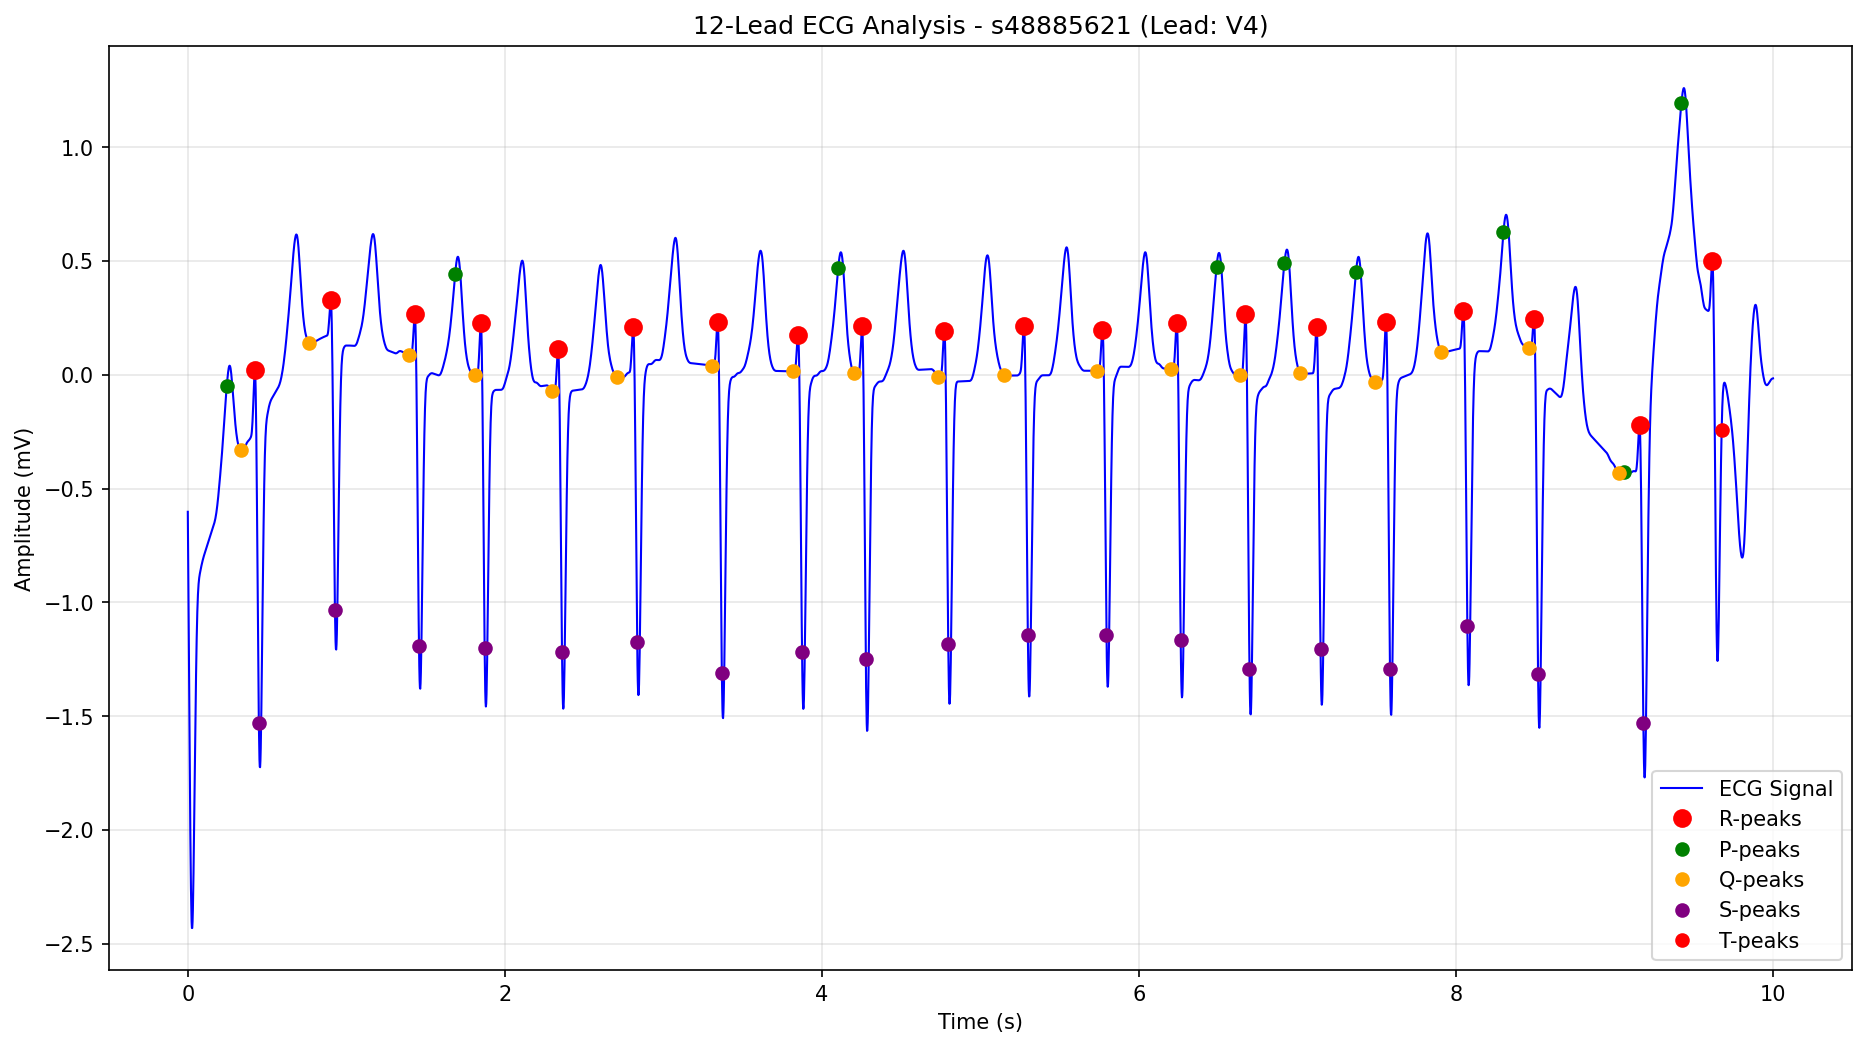 12-Lead ECG Analysis - s48885621 (Lead: V4)
Amplitude (mV)
1.0
0.5
0.0
−0.5
−1.0
−1.5
−2.0
−2.5
ECG Signal
R-peaks
P-peaks
Q-peaks
S-peaks
T-peaks
0 2 4 6 8 10
Time (s)